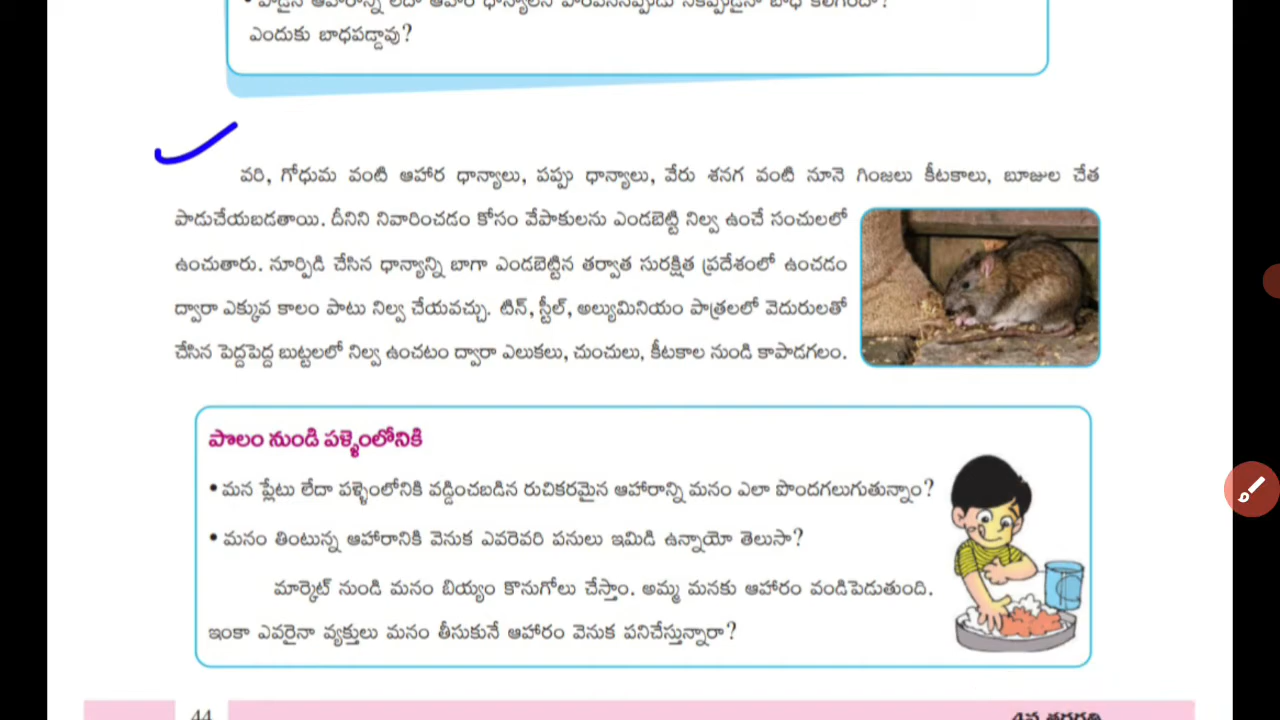 ఎందుకు బాధపడ్డావు?
వరి, గోధుమ వంటి ఆహార ధాన్యాలు, పప్పు ధాన్యాలు, వేరు శనగ వంటి నూనె గింజలు కీటకాలు, బూజుల చేత
పాడుచేయబడతాయి. దీనిని నివారించడం కోసం వేపాకులను ఎండబెట్టి నిల్వ ఉంచే సంచులలో
ఉంచుతారు. నూర్పిడి చేసిన ధాన్యాన్ని బాగా ఎండబెట్టిన తర్వాత సురక్షిత ప్రదేశంలో ఉంచడం
ద్వారా ఎక్కువ కాలం పాటు నిల్వ చేయవచ్చు. టిన్, స్టీల్, అల్యుమినియం పాత్రలలో వెదురులతో
చేసిన పెద్దపెద్ద బుట్టలలో నిల్వ ఉంచటం ద్వారా ఎలుకలు, చుంచులు, కీటకాల నుండి కాపాడగలం.
పొలం నుండి పళ్ళెంలోనికి
• మన ప్లేటు లేదా పళ్ళెంలోనికి వడ్డించబడిన రుచికరమైన ఆహారాన్ని మనం ఎలా పొందగలుగుతున్నాం?
• మనం తింటున్న ఆహారానికి వెనుక ఎవరెవరి పనులు ఇమిడి ఉన్నాయో తెలుసా?
మార్కెట్ నుండి మనం బియ్యం కొనుగోలు చేస్తాం. అమ్మ మనకు ఆహారం వండిపెడుతుంది.
ఇంకా ఎవరైనా వ్యక్తులు మనం తీసుకునే ఆహారం వెనుక పనిచేస్తున్నారా?
44